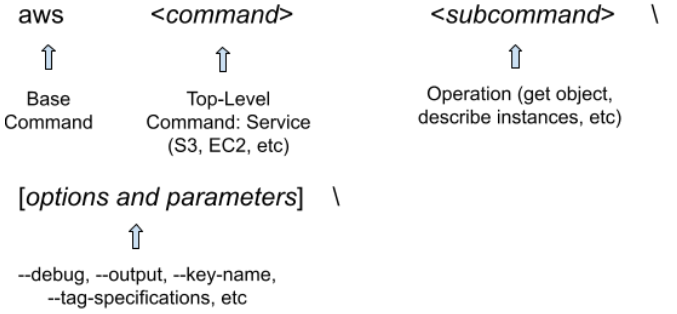 aws <command> <subcommand> \
Base
Command
Top-Level
Command: Service
(S3, EC2, etc)
Operation (get object,
describe instances, etc)
[options and parameters] \
--debug, --output, --key-name,
--tag-specifications, etc